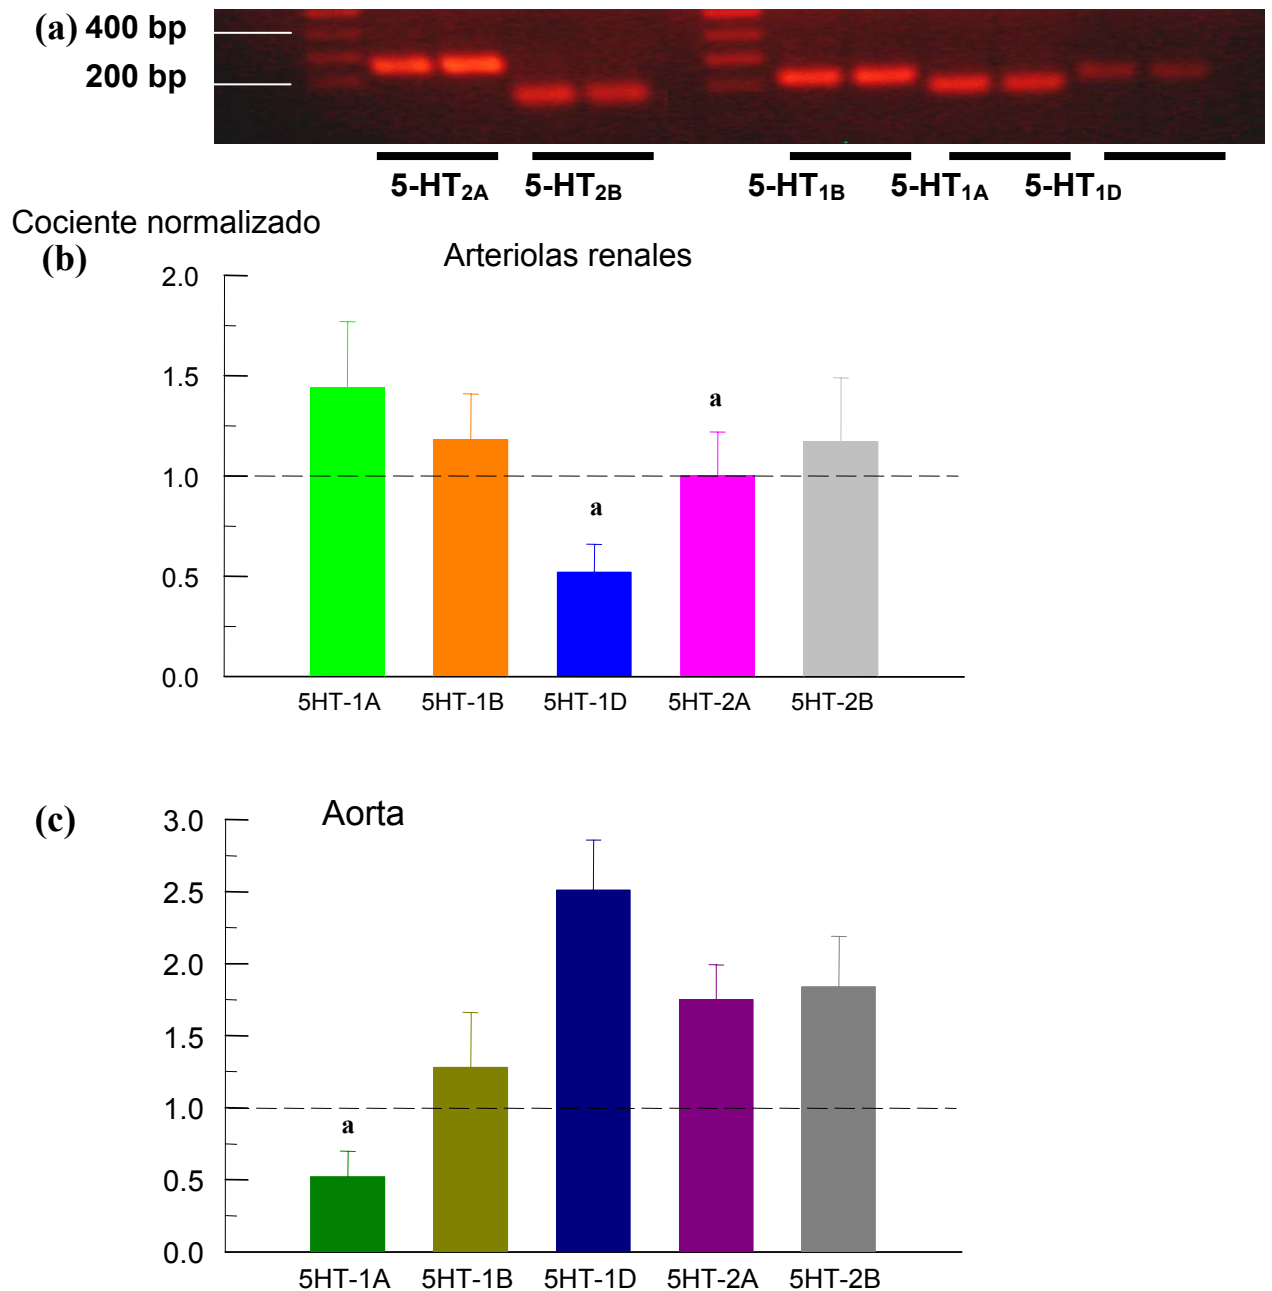 (a) 400 bp
200 bp
5-HT2A 5-HT2B 5-HT1B 5-HT1A 5-HT1D
Cociente normalizado
(b) Arteriolas renales
2.0
a
1.5
a
1.0
0.5
0.0
5HT-1A 5HT-1B 5HT-1D 5HT-2A 5HT-2B
(c) Aorta
3.0
2.5
2.0
1.5
1.0
a
0.5
0.0
5HT-1A 5HT-1B 5HT-1D 5HT-2A 5HT-2B